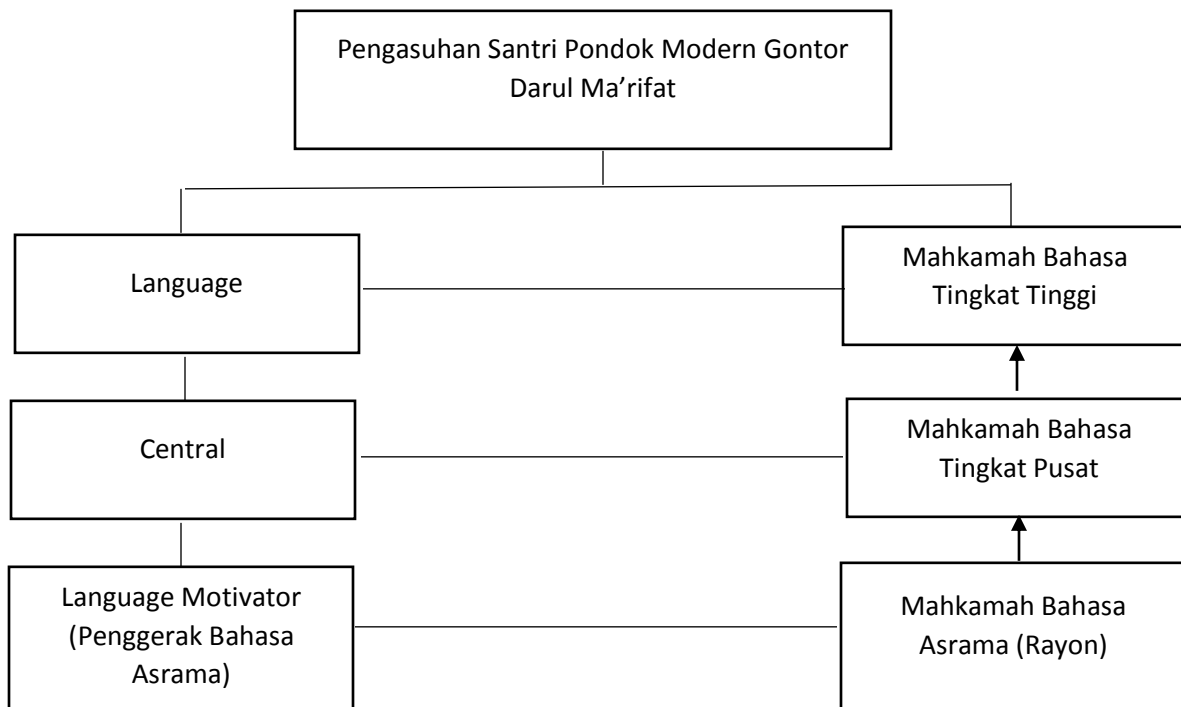 Pengasuhan Santri Pondok Modern Gontor
Darul Ma’rifat
Language
Mahkamah Bahasa
Tingkat Tinggi
Central
Mahkamah Bahasa
Tingkat Pusat
Language Motivator
(Penggerak Bahasa
Asrama)
Mahkamah Bahasa
Asrama (Rayon)